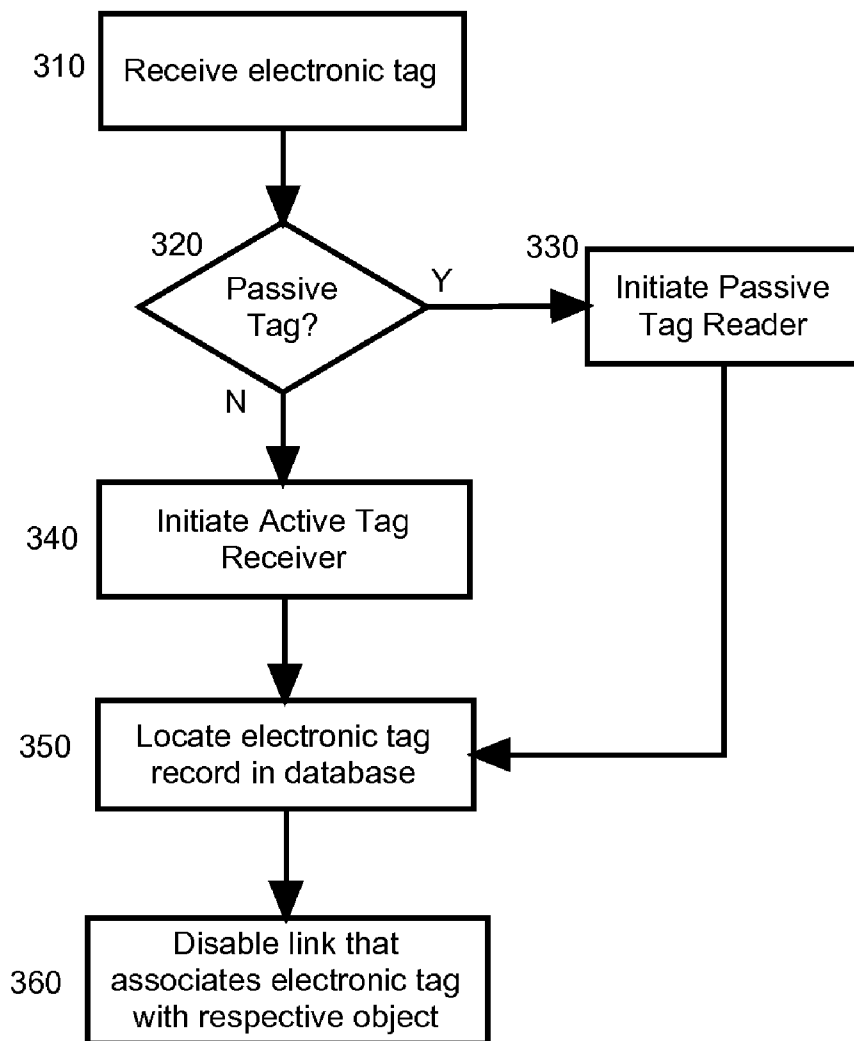 310
Receive electronic tag
320
Passive
Tag?
Y
N
330
Initiate Passive
Tag Reader
340
Initiate Active Tag
Receiver
350
Locate electronic tag
record in database
360
Disable link that
associates electronic tag
with respective object